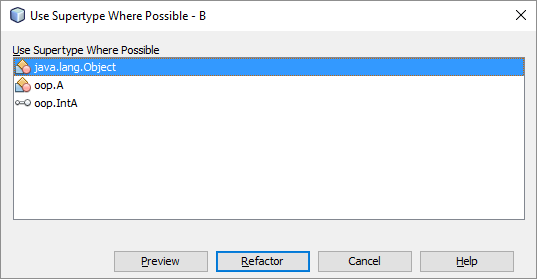 Use Supertype Where Possible - B
Use Supertype Where Possible
java.lang.Object
oop.A
oop.IntA
Preview Refactor Cancel Help